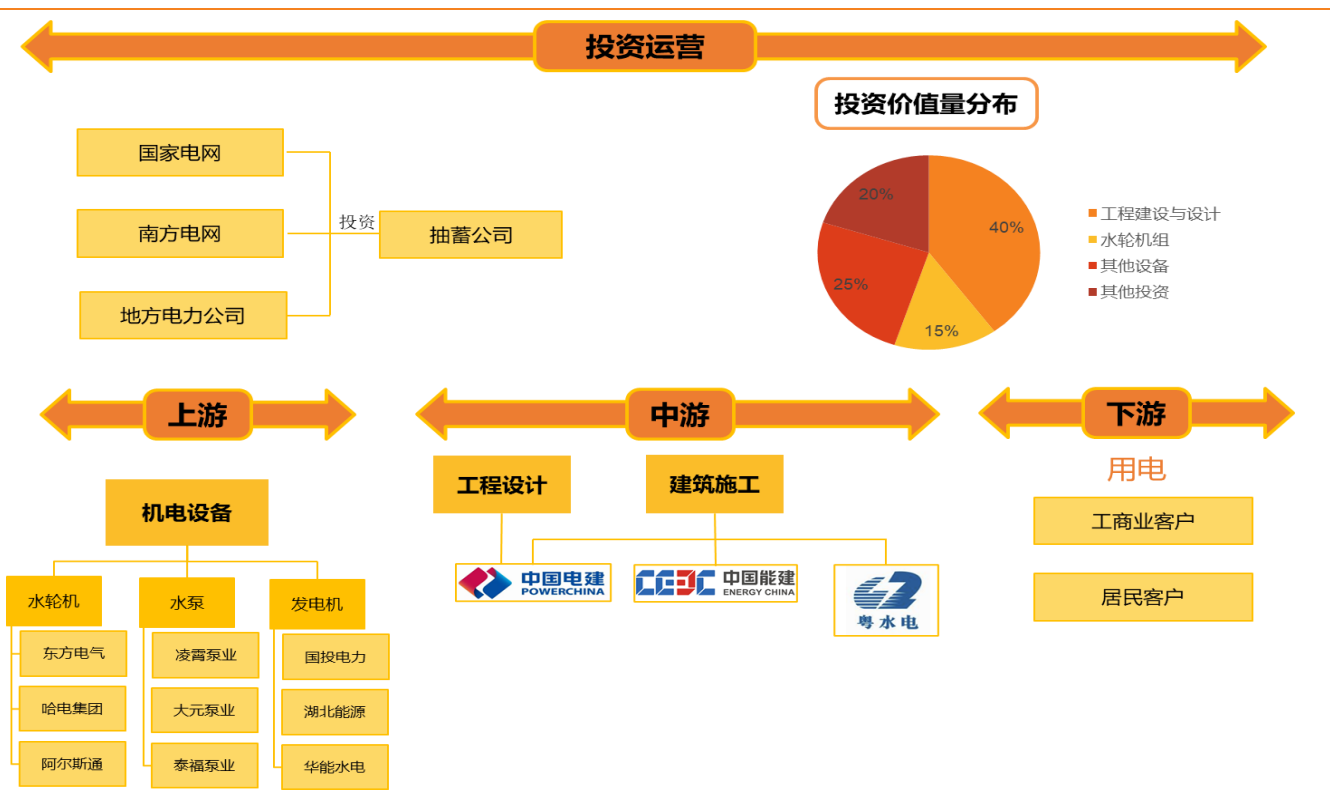 投资运营
投资价值量分布
国家电网
南方电网
地方电力公司
投资
抽蓄公司
20%
40%
25%
15%
工程建设与设计
水轮机组
其他设备
其他投资
上游
中游
下游
机电设备
水轮机
水泵
发电机
东方电气
哈电集团
阿尔斯通
凌霄泵业
大元泵业
泰福泵业
国投电力
湖北能源
华能水电
工程设计
建筑施工
中国电建
POWERCHINA
CEEC
中国能建
ENERGY CHINA
粤水电
用电
工商业客户
居民客户